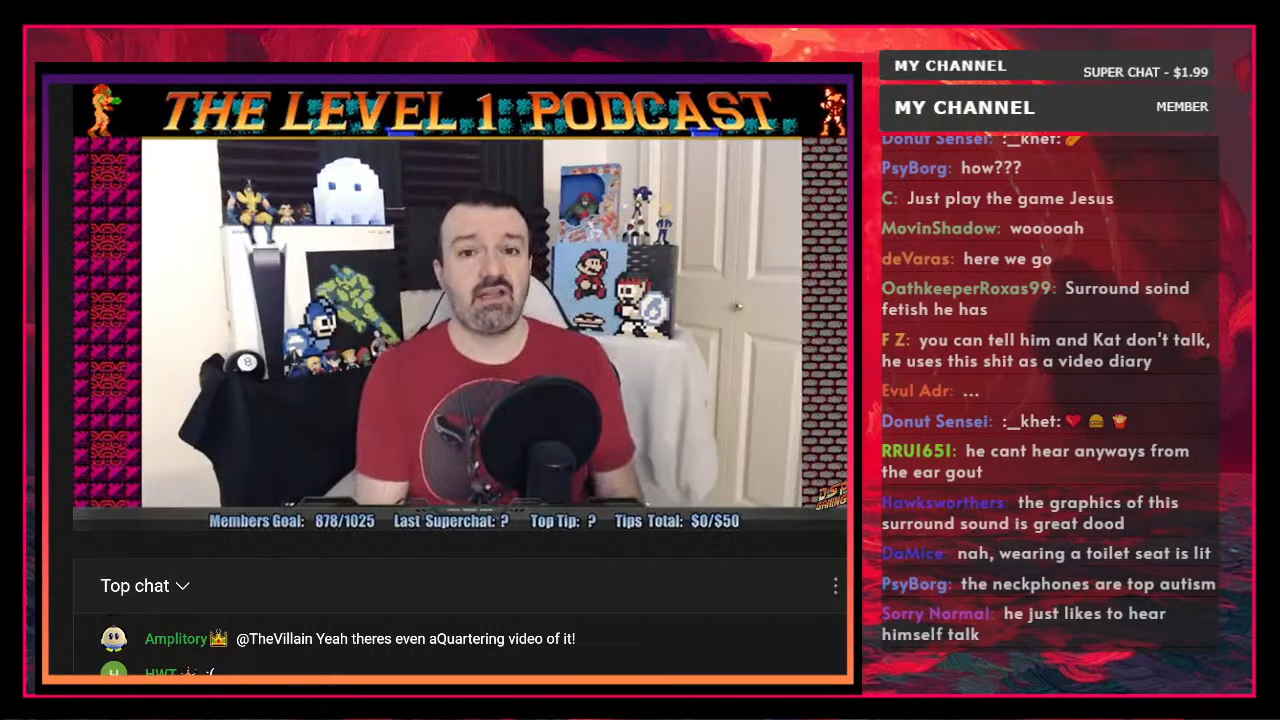 THE LEVEL 1 PODCAST
8
DSP
GAMING
Members Goal: 878/1025 Last Superchat: ? Top Tip: ? Tips Total: $0/$50
Top chat
Amplitory @TheVillain Yeah theres even aQuartering video of it!
H HWT :(
MY CHANNEL SUPER CHAT - $1.99
MY CHANNEL MEMBER
Donut Sensei: :__khet:
PsyBorg: how???
C: Just play the game Jesus
MovinShadow: wooooah
deVaras: here we go
OathkeeperRoxas99: Surround soind
fetish he has
F Z: you can tell him and Kat don't talk,
he uses this shit as a video diary
Evul Adr: ...
Donut Sensei: :__khet: ❤️ 🍔 🍟
RRU1651: he cant hear anyways from
the ear gout
Hawksworthers: the graphics of this
surround sound is great dood
DaMice: nah, wearing a toilet seat is lit
PsyBorg: the neckphones are top autism
Sorry Normal: he just likes to hear
himself talk